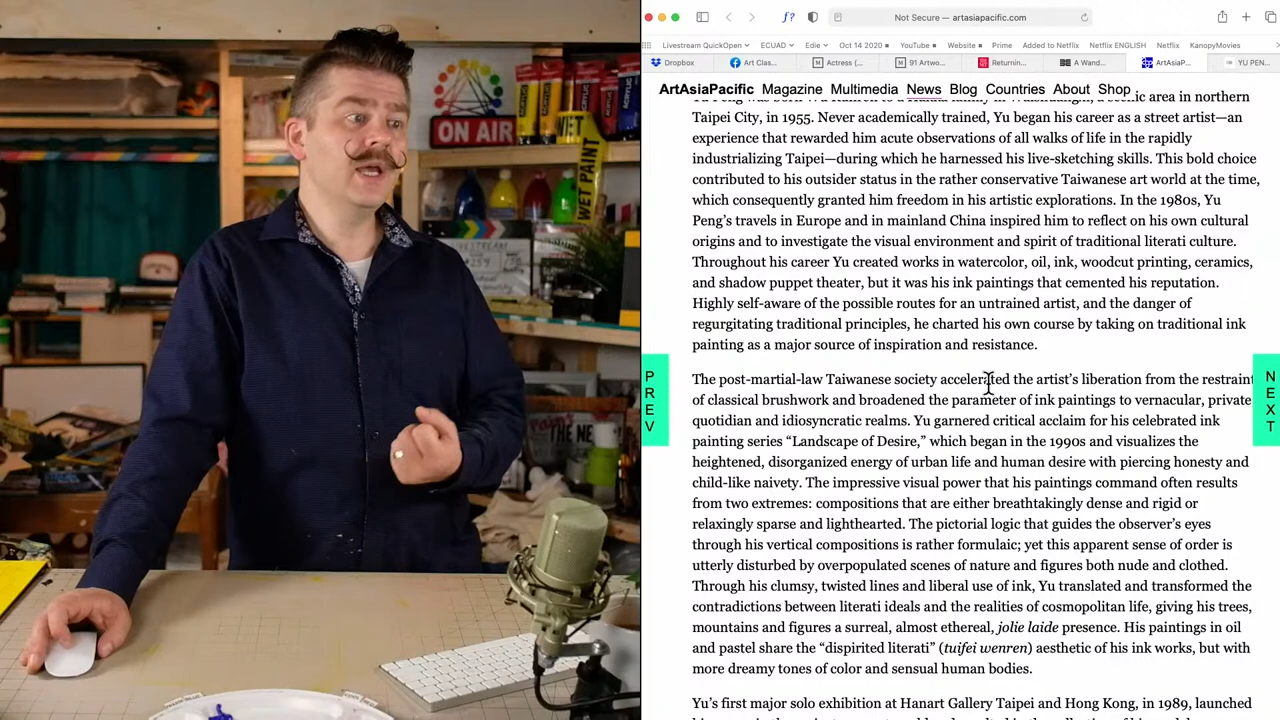 ON AIR
ACRYLIC
ACRYLIC
WET PAINT
LIVESTREAM
Not Secure — artasiapacific.com
Livestream QuickOpen
ECUAD
Edie
Oct 14 2020
YouTube
Website
Prime
Added to Netflix
Netflix ENGLISH
Netflix
KanopyMovies
Dropbox
Art Clas...
Actress (...
91 Artwo...
Returnin...
A Wand...
ArtAsiaP...
YU PEN...
ArtAsiaPacific Magazine Multimedia News Blog Countries About Shop
Taipei City, in 1955. Never academically trained, Yu began his career as a street artist—an
experience that rewarded him acute observations of all walks of life in the rapidly
industrializing Taipei—during which he harnessed his live-sketching skills. This bold choice
contributed to his outsider status in the rather conservative Taiwanese art world at the time,
which consequently granted him freedom in his artistic explorations. In the 1980s, Yu
Peng’s travels in Europe and in mainland China inspired him to reflect on his own cultural
origins and to investigate the visual environment and spirit of traditional literati culture.
Throughout his career Yu created works in watercolor, oil, ink, woodcut printing, ceramics,
and shadow puppet theater, but it was his ink paintings that cemented his reputation.
Highly self-aware of the possible routes for an untrained artist, and the danger of
regurgitating traditional principles, he charted his own course by taking on traditional ink
painting as a major source of inspiration and resistance.
The post-martial-law Taiwanese society accelerated the artist’s liberation from the restraint
of classical brushwork and broadened the parameter of ink paintings to vernacular, private
quotidian and idiosyncratic realms. Yu garnered critical acclaim for his celebrated ink
painting series “Landscape of Desire,” which began in the 1990s and visualizes the
heightened, disorganized energy of urban life and human desire with piercing honesty and
child-like naivety. The impressive visual power that his paintings command often results
from two extremes: compositions that are either breathtakingly dense and rigid or
relaxingly sparse and lighthearted. The pictorial logic that guides the observer’s eyes
through his vertical compositions is rather formulaic; yet this apparent sense of order is
utterly disturbed by overpopulated scenes of nature and figures both nude and clothed.
Through his clumsy, twisted lines and liberal use of ink, Yu translated and transformed the
contradictions between literati ideals and the realities of cosmopolitan life, giving his trees,
mountains and figures a surreal, almost ethereal, jolie laide presence. His paintings in oil
and pastel share the “dispirited literati” (tuifei wenren) aesthetic of his ink works, but with
more dreamy tones of color and sensual human bodies.
Yu’s first major solo exhibition at Hanart Gallery Taipei and Hong Kong, in 1989, launched
PREV
NEXT